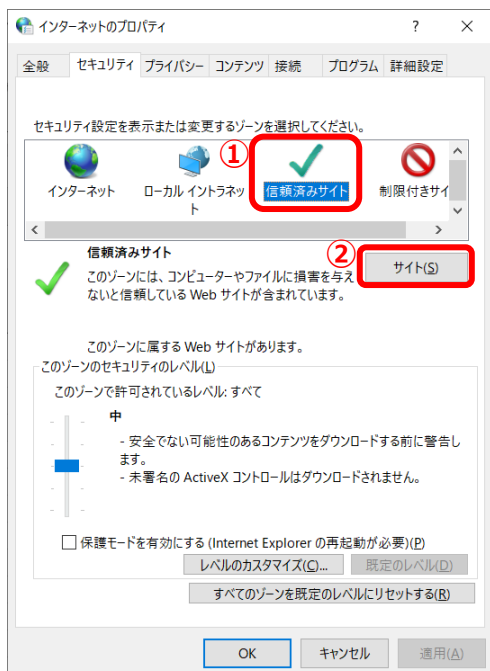 インターネットのプロパティ ? ×
全般 セキュリティ プライバシー コンテンツ 接続 プログラム 詳細設定
セキュリティ設定を表示または変更するゾーンを選択してください。
①
インターネット ローカル イントラネッ 信頼済みサイト 制限付きサイ
ト
信頼済みサイト
②
サイト(S)
このゾーンには、コンピューターやファイルに損害を与え
ないと信頼している Web サイトが含まれています。
このゾーンに属する Web サイトがあります。
このゾーンのセキュリティのレベル(L)
このゾーンで許可されているレベル: すべて
中
- 安全でない可能性のあるコンテンツをダウンロードする前に警告し
ます。
- 未署名の ActiveX コントロールはダウンロードされません。
保護モードを有効にする (Internet Explorer の再起動が必要)(P)
レベルのカスタマイズ(C)... 既定のレベル(D)
すべてのゾーンを既定のレベルにリセットする(R)
OK キャンセル 適用(A)